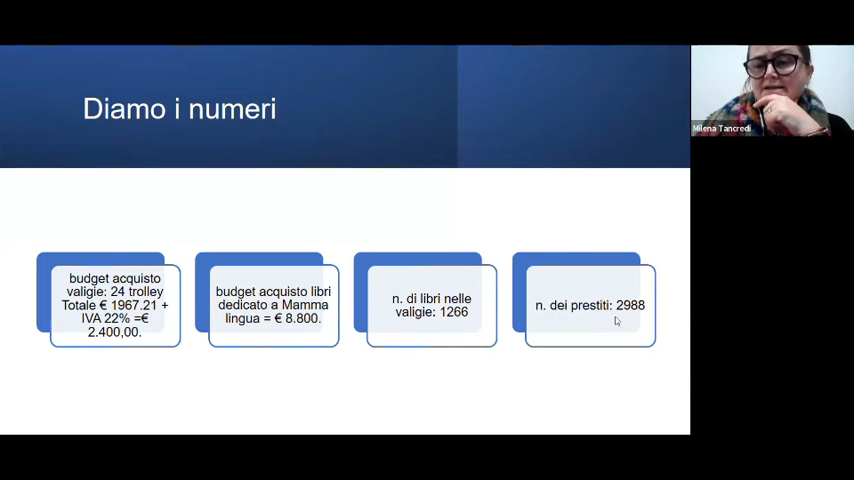 Diamo i numeri
Milena Tancredi
budget acquisto
valigie: 24 trolley
Totale € 1967.21 +
IVA 22% =€
2.400,00.
budget acquisto libri
dedicato a Mamma
lingua = € 8.800.
n. di libri nelle
valigie: 1266
n. dei prestiti: 2988